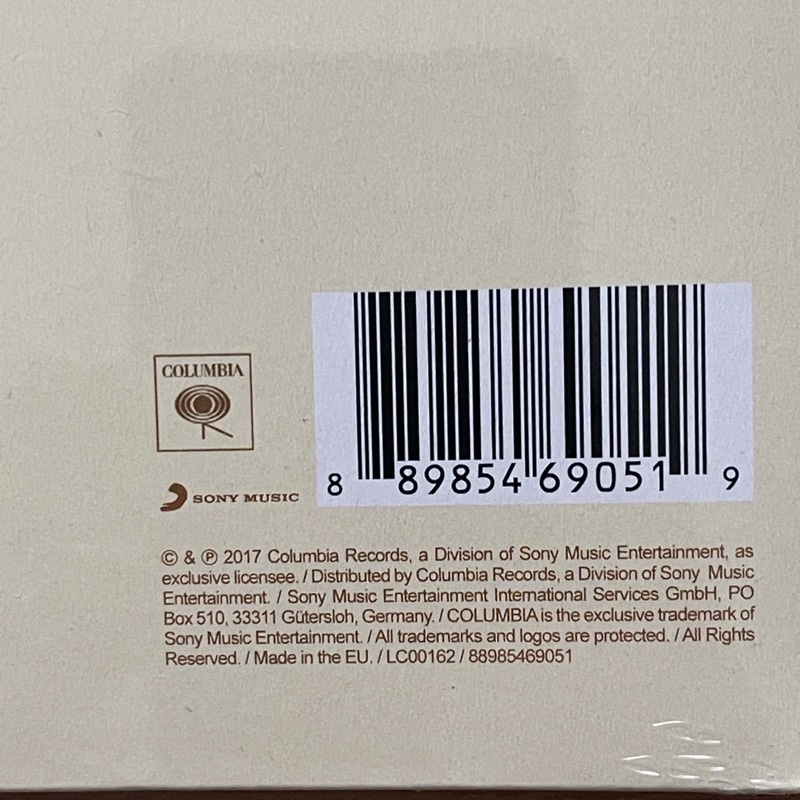 COLUMBIA
8 89854 69051 9
SONY MUSIC
© & ℗ 2017 Columbia Records, a Division of Sony Music Entertainment, as
exclusive licensee. / Distributed by Columbia Records, a Division of Sony Music
Entertainment. / Sony Music Entertainment International Services GmbH, PO
Box 510, 33311 Gütersloh, Germany. / COLUMBIA is the exclusive trademark of
Sony Music Entertainment. / All trademarks and logos are protected. / All Rights
Reserved. / Made in the EU. / LC00162 / 88985469051